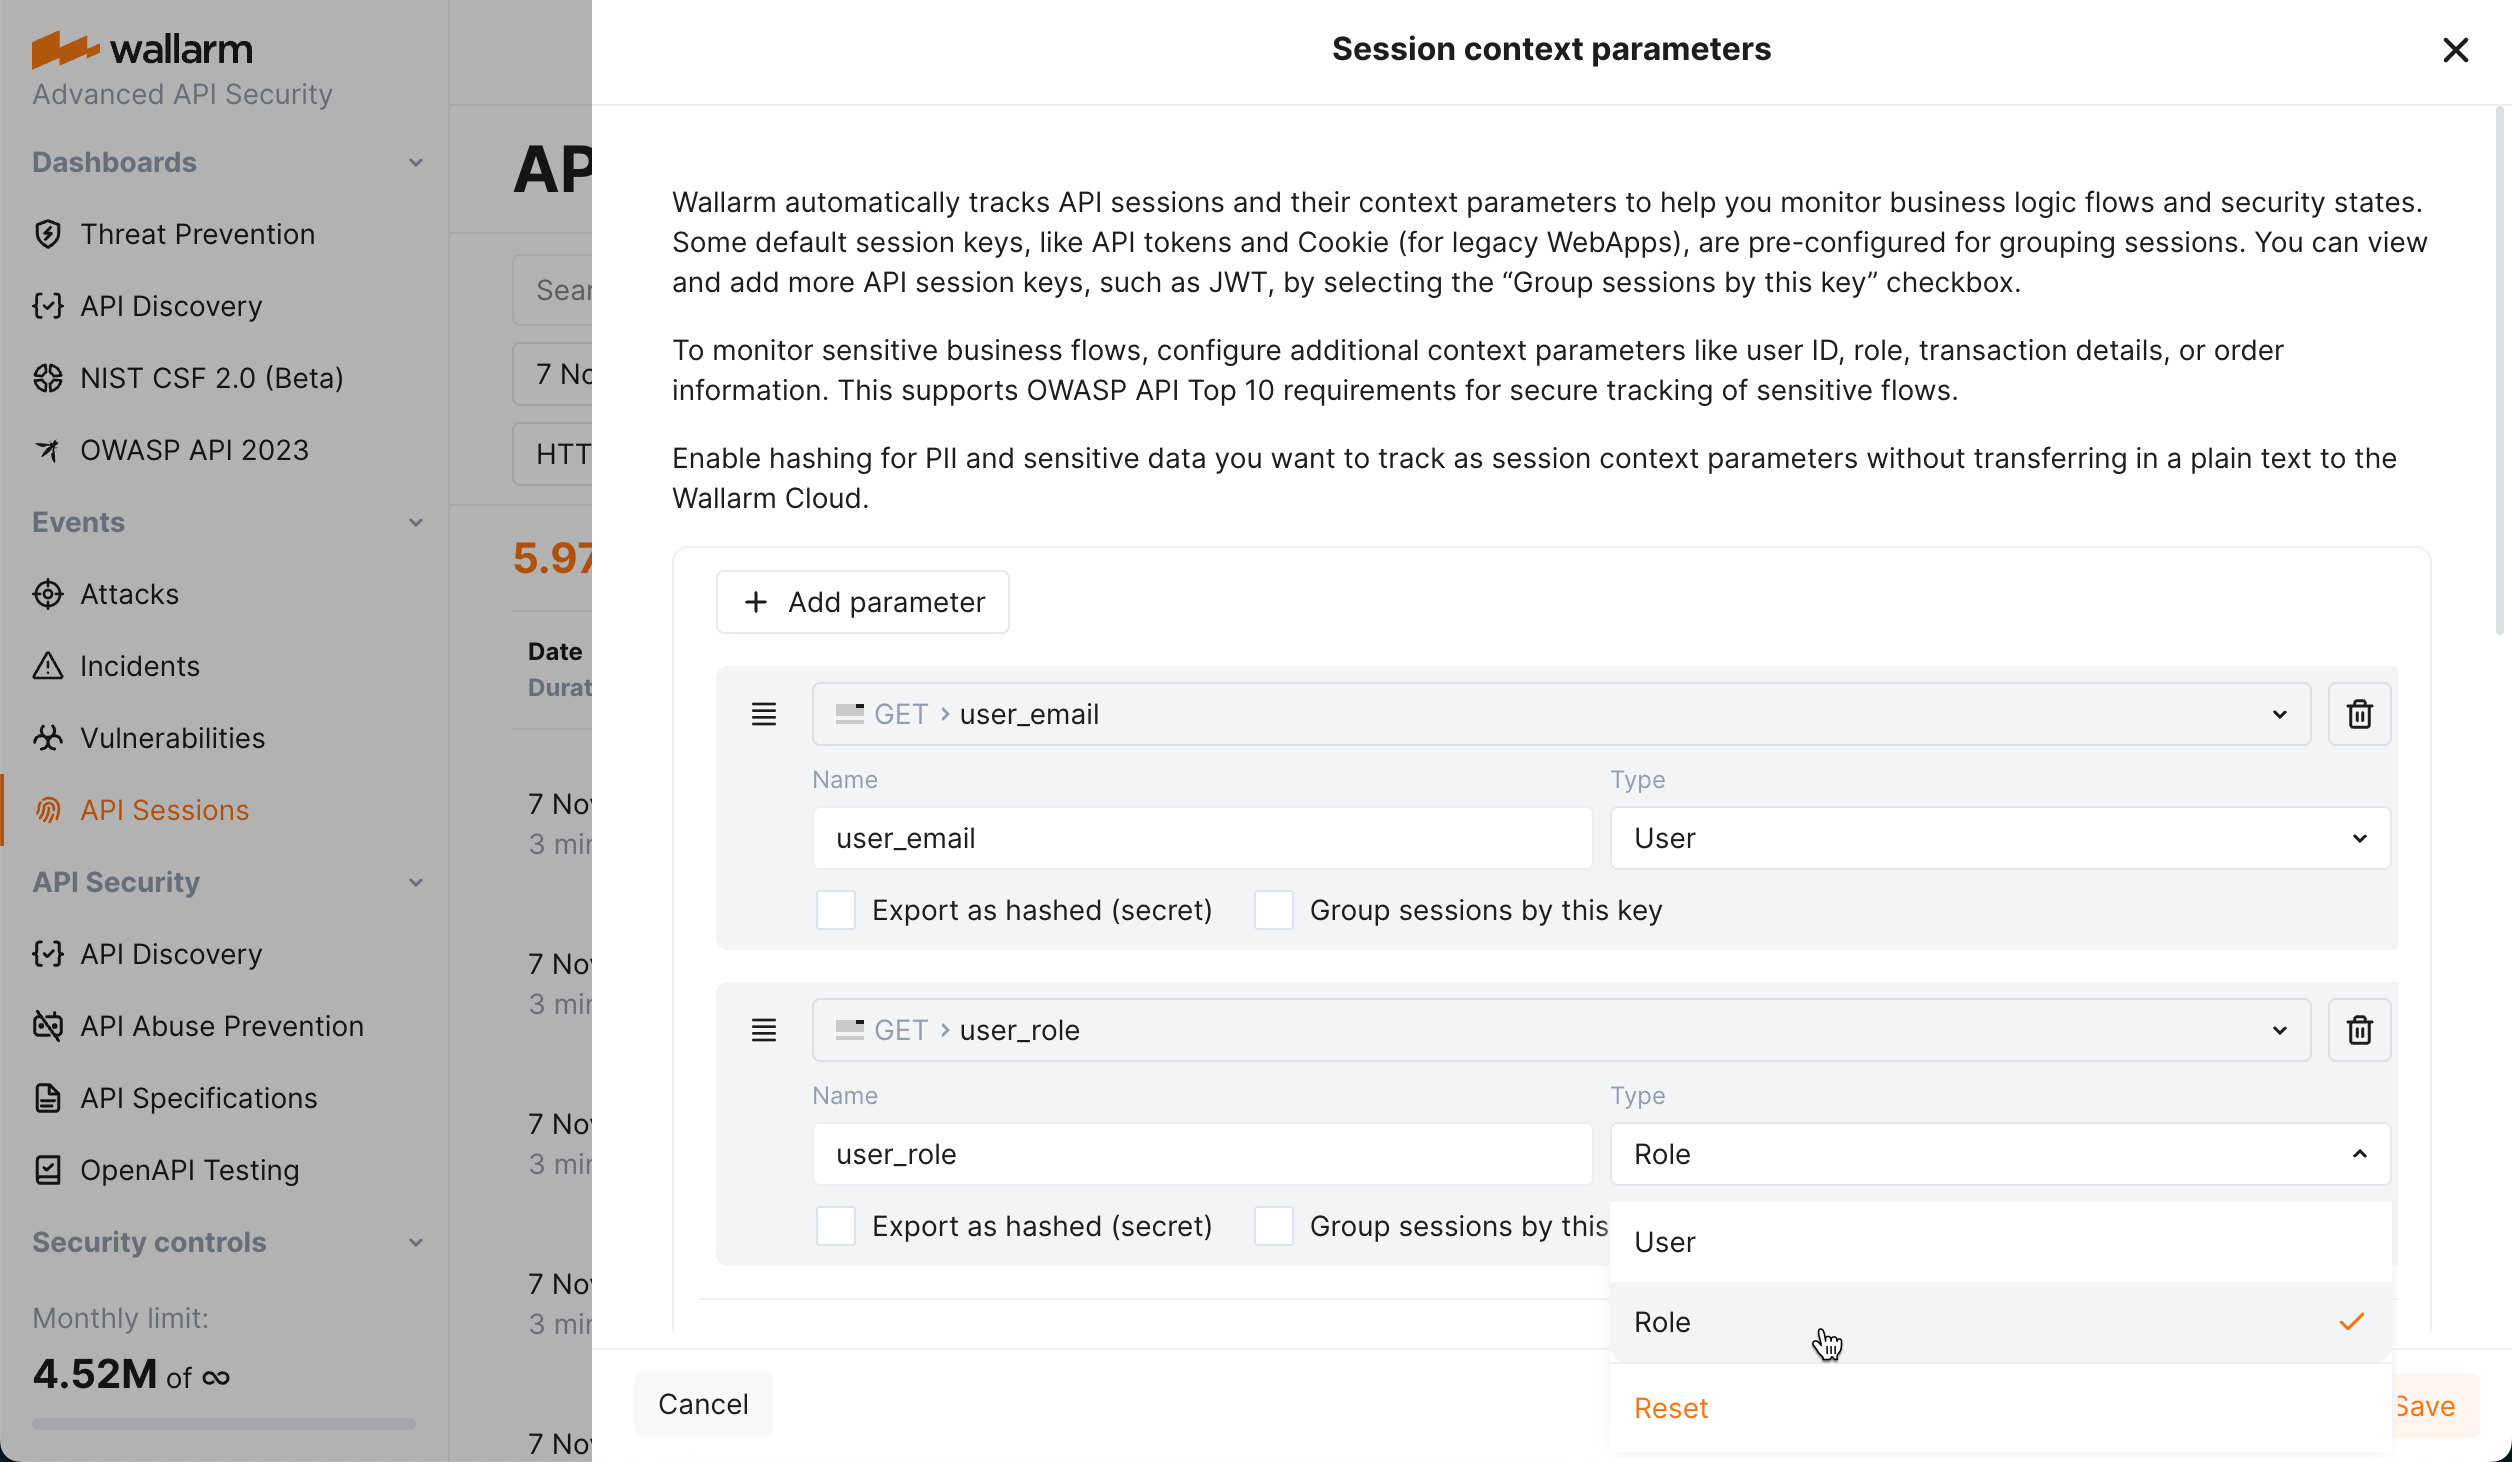 wallarm
Advanced API Security
Dashboards
Threat Prevention
API Discovery
NIST CSF 2.0 (Beta)
OWASP API 2023
Events
Attacks
Incidents
Vulnerabilities
API Sessions
API Security
API Discovery
API Abuse Prevention
API Specifications
OpenAPI Testing
Security controls
Monthly limit:
4.52M of ∞
AP
Sear
7 No
HTT
5.97
Date
Durat
7 Nov
3 min
7 Nov
3 min
7 Nov
3 min
7 Nov
3 min
7 Nov
Session context parameters
Wallarm automatically tracks API sessions and their context parameters to help you monitor business logic flows and security states.
Some default session keys, like API tokens and Cookie (for legacy WebApps), are pre-configured for grouping sessions. You can view
and add more API session keys, such as JWT, by selecting the “Group sessions by this key” checkbox.
To monitor sensitive business flows, configure additional context parameters like user ID, role, transaction details, or order
information. This supports OWASP API Top 10 requirements for secure tracking of sensitive flows.
Enable hashing for PII and sensitive data you want to track as session context parameters without transferring in a plain text to the
Wallarm Cloud.
+ Add parameter
GET › user_email
Name Type
user_email User
Export as hashed (secret) Group sessions by this key
GET › user_role
Name Type
user_role Role
Export as hashed (secret) Group sessions by this
User
Role
Reset
Cancel Save